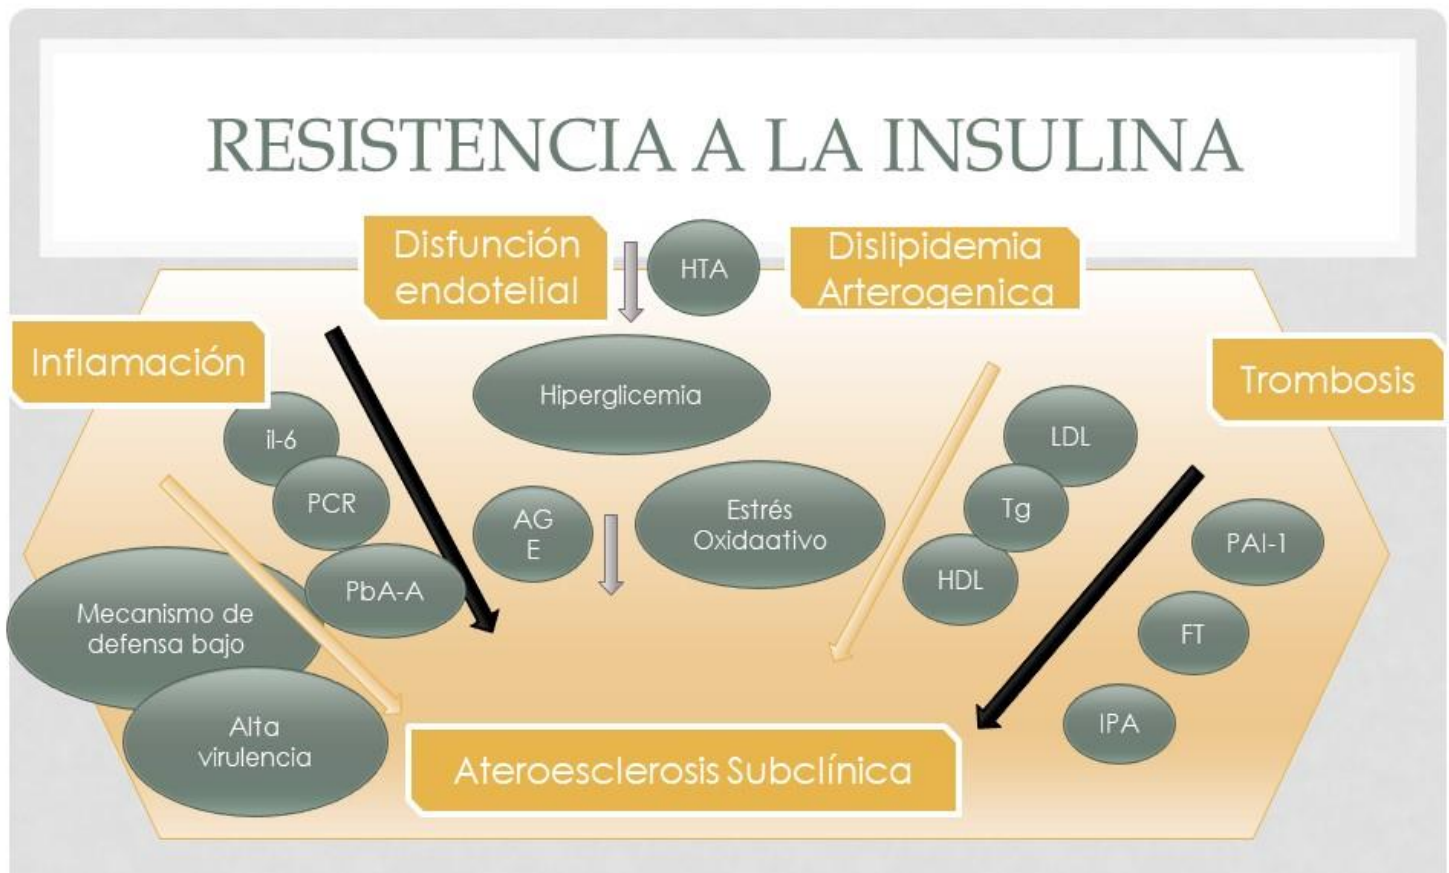 RESISTENCIA A LA INSULINA
Disfunción
endotelial
HTA
Dislipidemia
Arterogenica
Inflamación
Hiperglicemia
Trombosis
il-6
LDL
PCR
AG
E
Estrés
Oxidaativo
Tg
PAI-1
PbA-A
HDL
Mecanismo de
defensa bajo
FT
Alta
virulencia
IPA
Ateroesclerosis Subclínica